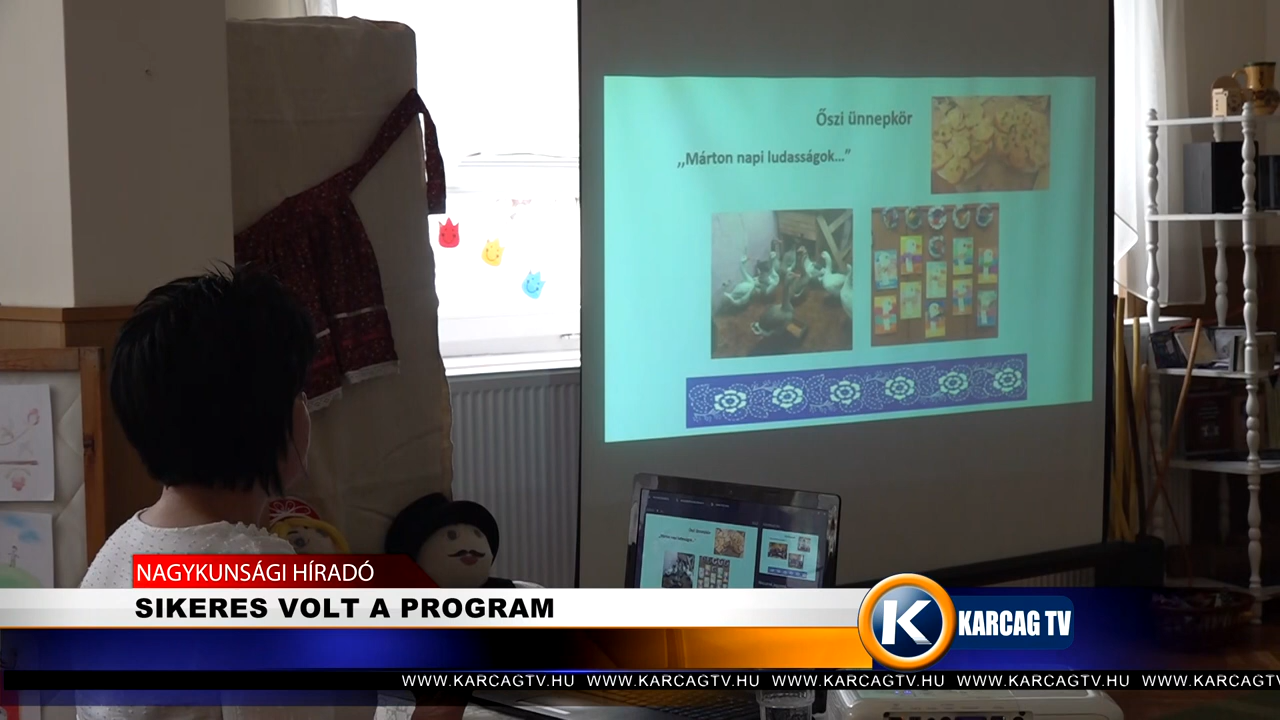 Őszi ünnepkör
,,Márton napi ludasságok...”
NAGYKUNSÁGI HÍRADÓ
SIKERES VOLT A PROGRAM
K KARCAG TV
WWW.KARCAGTV.HU WWW.KARCAGTV.HU WWW.KARCAGTV.HU WWW.KARCAGTV.HU WWW.KARCAGTV.HU